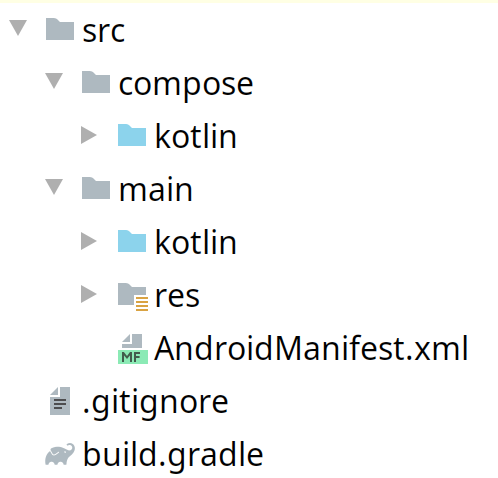 src
compose
kotlin
main
kotlin
res
MF AndroidManifest.xml
.gitignore
build.gradle